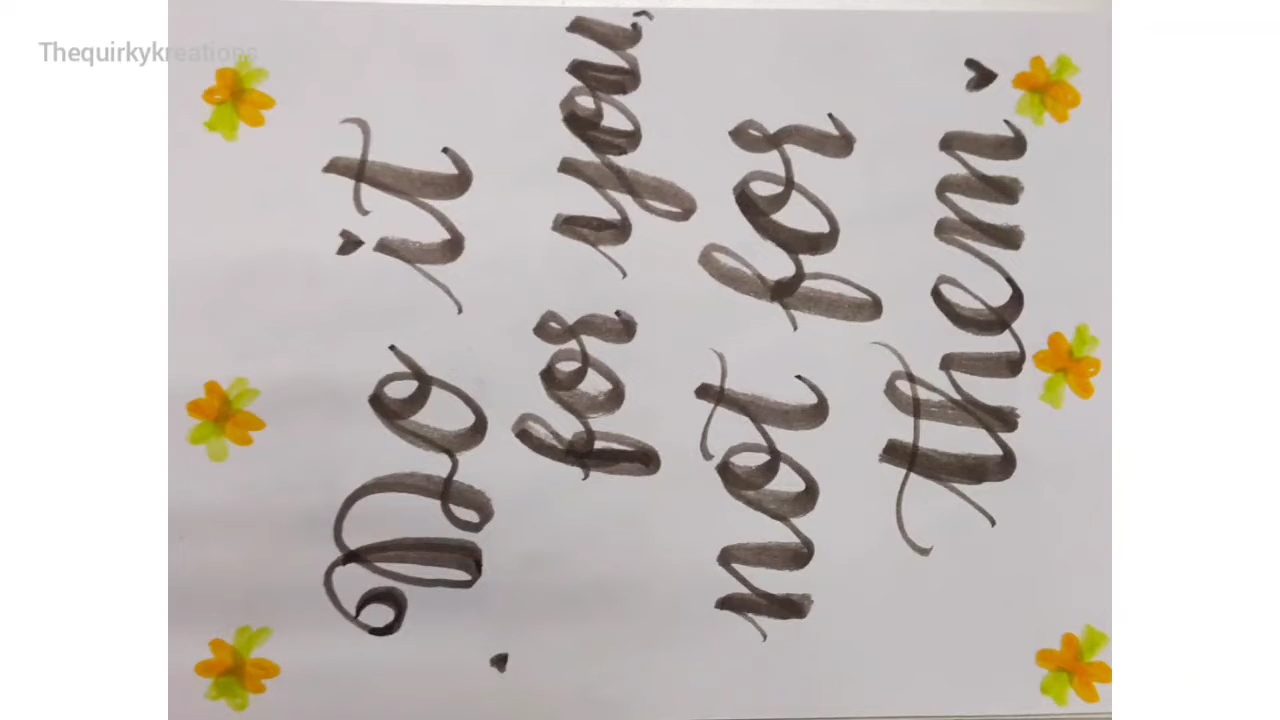 Thequirkykreations
Do it
for you,
not for
them.